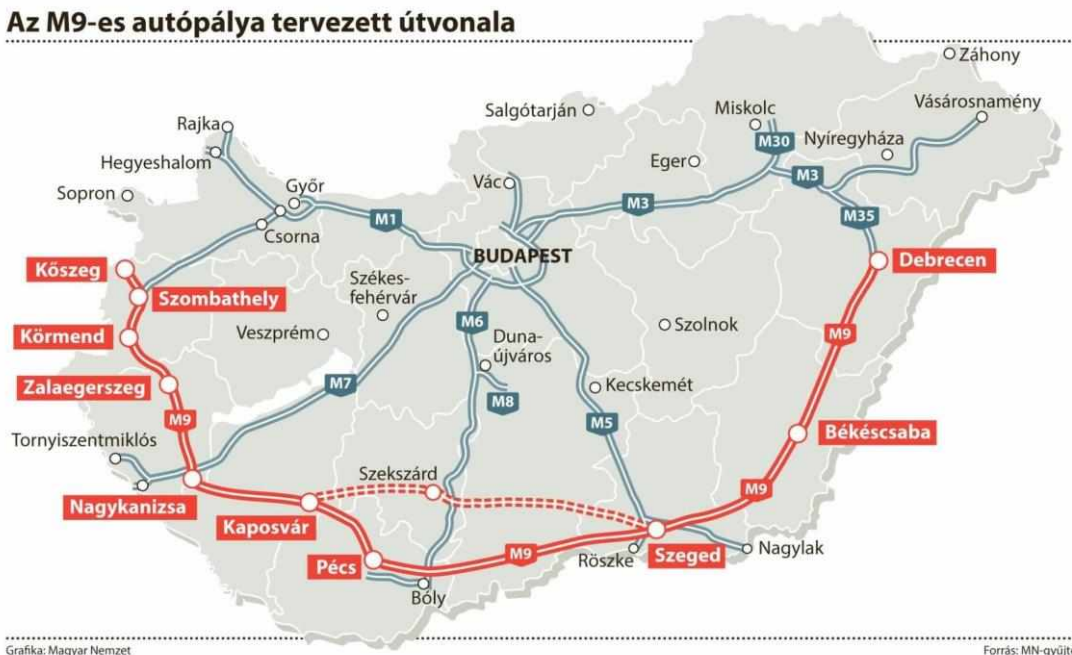 Az M9-es autópálya tervezett útvonala
Záhony
Salgótarján
Miskolc
Vásárosnamény
Rajka
M30
Nyíregyháza
Hegyeshalom
Eger
Vác
M3
Sopron
Győr
M3
M1
M35
Csorna
BUDAPEST
Debrecen
Kőszeg
Székes-
fehérvár
Szombathely
Szolnok
Körmend
Veszprém
M6
M9
Duna-
újváros
Zalaegerszeg
M7
Kecskemét
M8
M9
M5
Békéscsaba
Tornyiszentmiklós
Szekszárd
M9
Nagykanizsa
Kaposvár
M9
Szeged
Nagylak
Röszke
Pécs
Bóly
Grafika: Magyar Nemzet
Forrás: MN-gyűjté